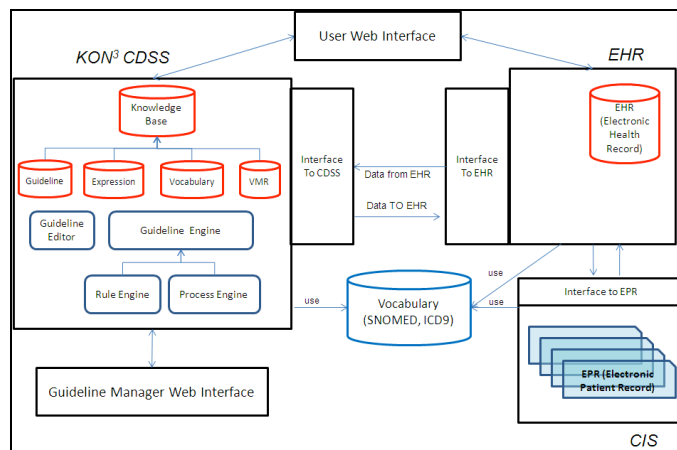 User Web Interface
KON³ CDSS
EHR
Knowledge
Base
EHR
(Electronic
Health
Record)
Guideline
Expression
Vocabulary
VMR
Interface
To CDSS
Interface
To EHR
Data from EHR
Data TO EHR
Guideline
Editor
Guideline Engine
Rule Engine
Process Engine
use
Vocabulary
(SNOMED, ICD9)
use
use
Interface to EPR
EPR (Electronic
Patient Record)
Guideline Manager Web Interface
CIS